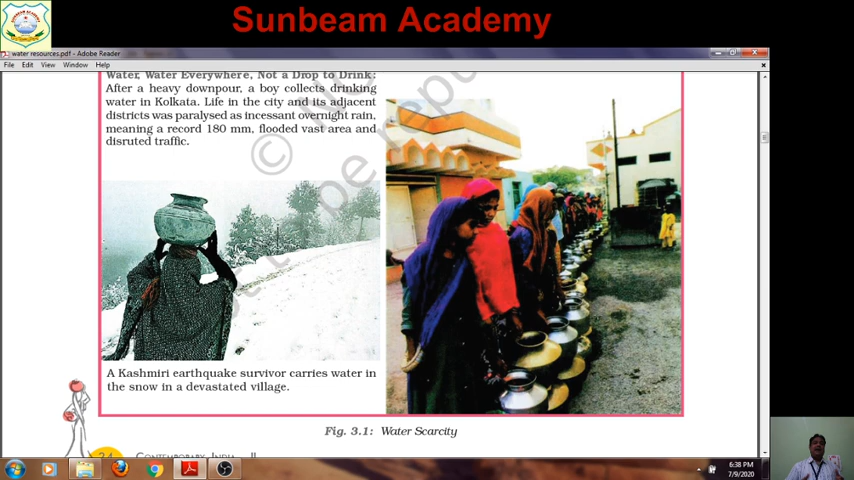 Sunbeam Academy
water resources.pdf - Adobe Reader
File Edit View Window Help
Water, Water Everywhere, Not a Drop to Drink:
After a heavy downpour, a boy collects drinking
water in Kolkata. Life in the city and its adjacent
districts was paralysed as incessant overnight rain,
meaning a record 180 mm, flooded vast area and
disruted traffic.
A Kashmiri earthquake survivor carries water in
the snow in a devastated village.
Fig. 3.1: Water Scarcity
24 Contemporary India II
6:38 PM
7/9/2020